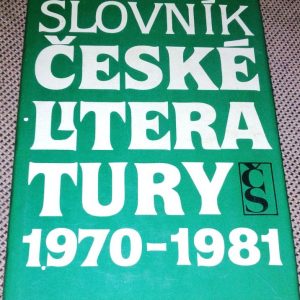 SLOVNÍK
ČESKÉ
LITERA
TURY
ČS
1970-1981